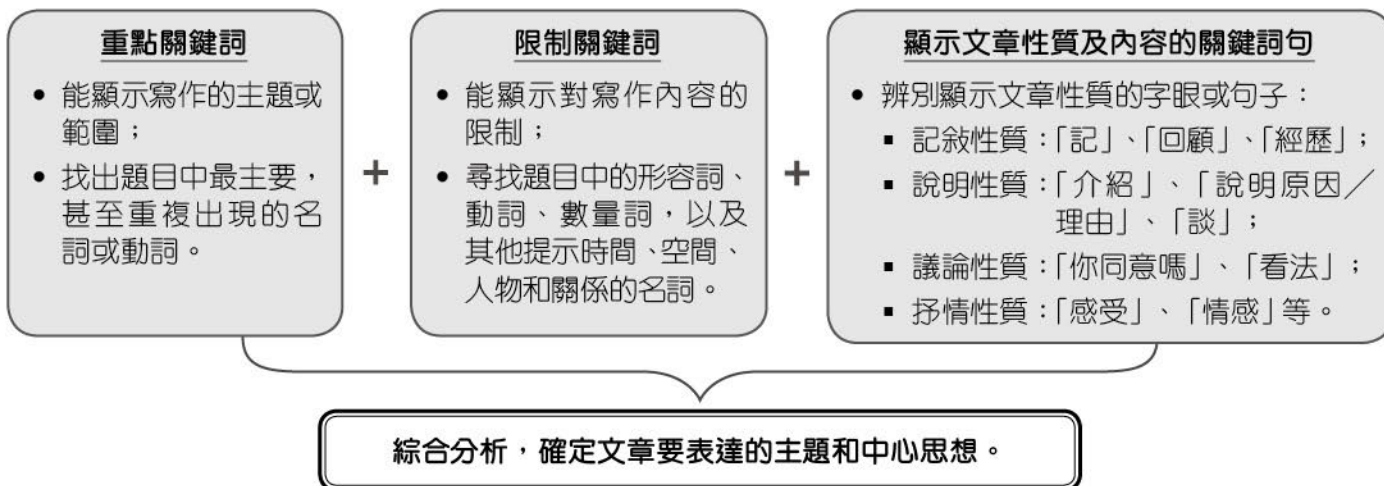 重點關鍵詞
• 能顯示寫作的主題或
範圍；
• 找出題目中最主要，
甚至重複出現的名
詞或動詞。
+
限制關鍵詞
• 能顯示對寫作內容的
限制；
• 尋找題目中的形容詞、
動詞、數量詞，以及
其他提示時間、空間、
人物和關係的名詞。
+
顯示文章性質及內容的關鍵詞句
• 辨別顯示文章性質的字眼或句子：
▪ 記敍性質：「記」、「回顧」、「經歷」；
▪ 說明性質：「介紹」、「說明原因／
理由」、「談」；
▪ 議論性質：「你同意嗎」、「看法」；
▪ 抒情性質：「感受」、「情感」等。
綜合分析，確定文章要表達的主題和中心思想。